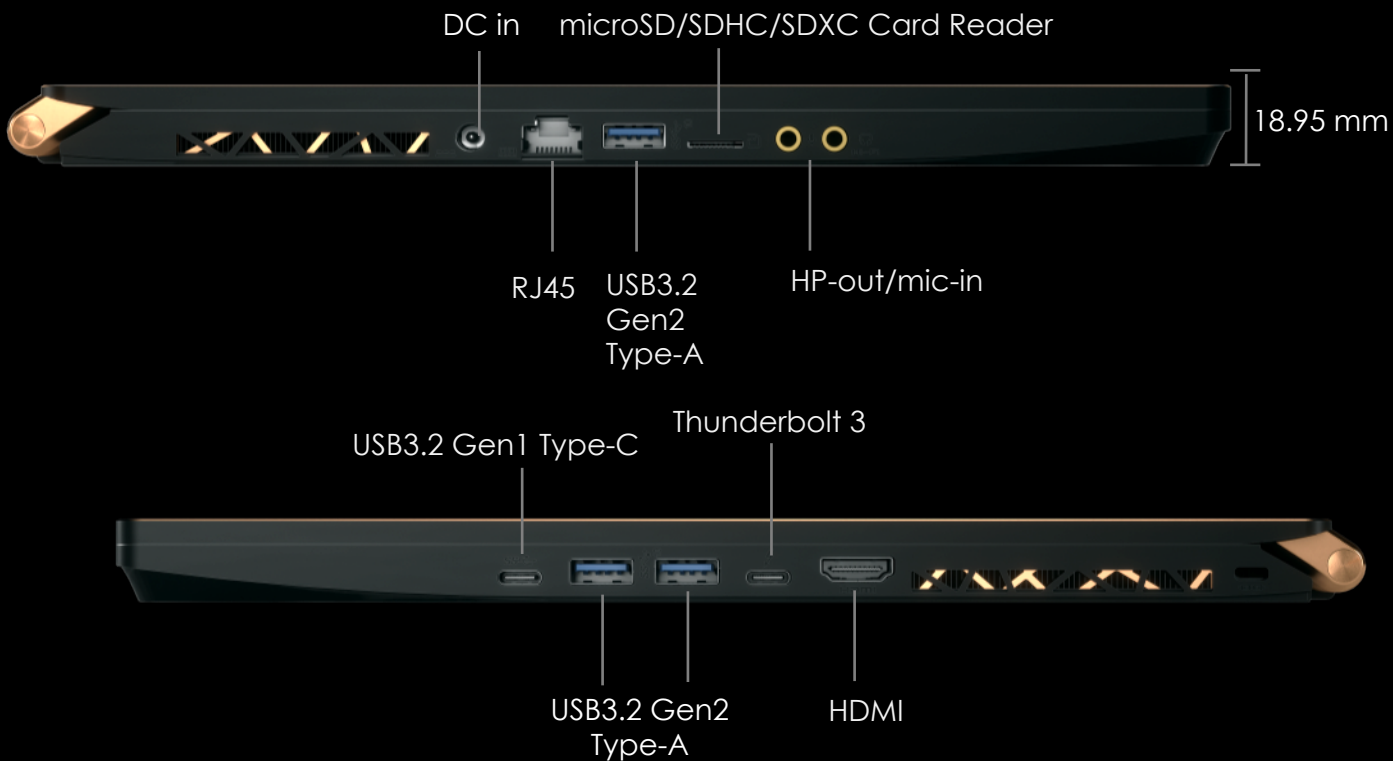 DC in
microSD/SDHC/SDXC Card Reader
18.95 mm
RJ45
USB3.2
Gen2
Type-A
HP-out/mic-in
USB3.2 Gen1 Type-C
Thunderbolt 3
USB3.2 Gen2
Type-A
HDMI